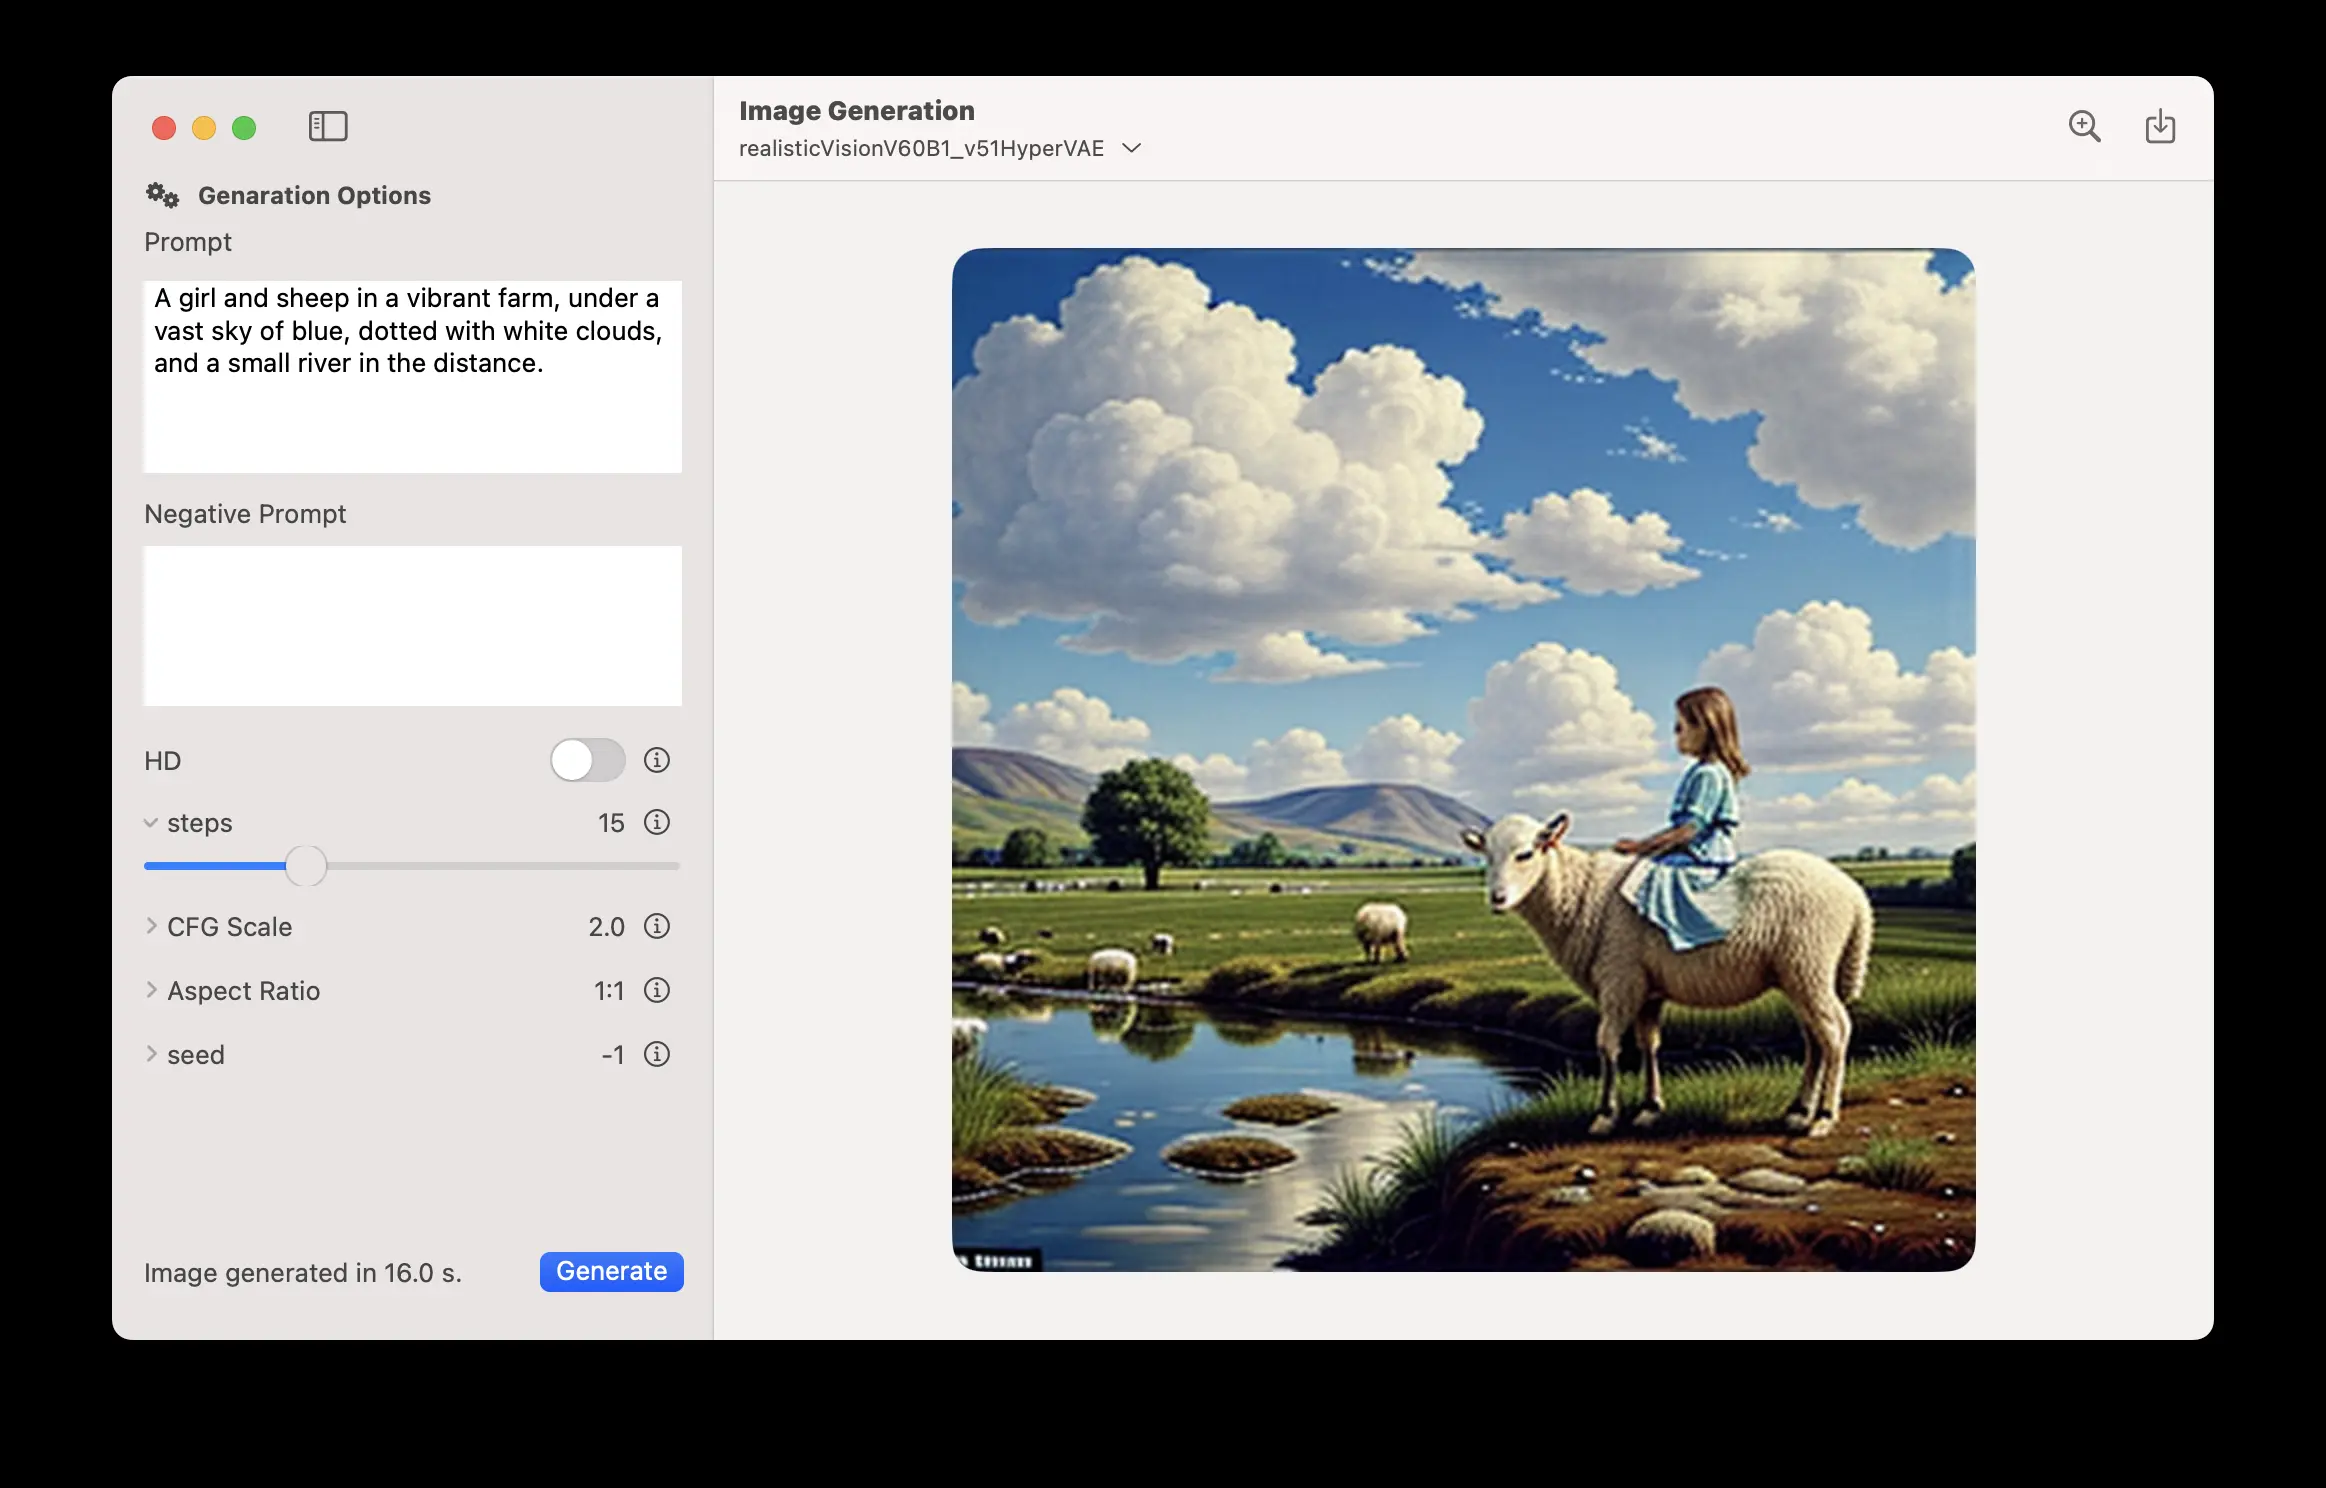 Genaration Options
Prompt
A girl and sheep in a vibrant farm, under a
vast sky of blue, dotted with white clouds,
and a small river in the distance.
Negative Prompt
HD
steps 15
CFG Scale 2.0
Aspect Ratio 1:1
seed -1
Image generated in 16.0 s.
Generate
Image Generation
realisticVisionV60B1_v51HyperVAE